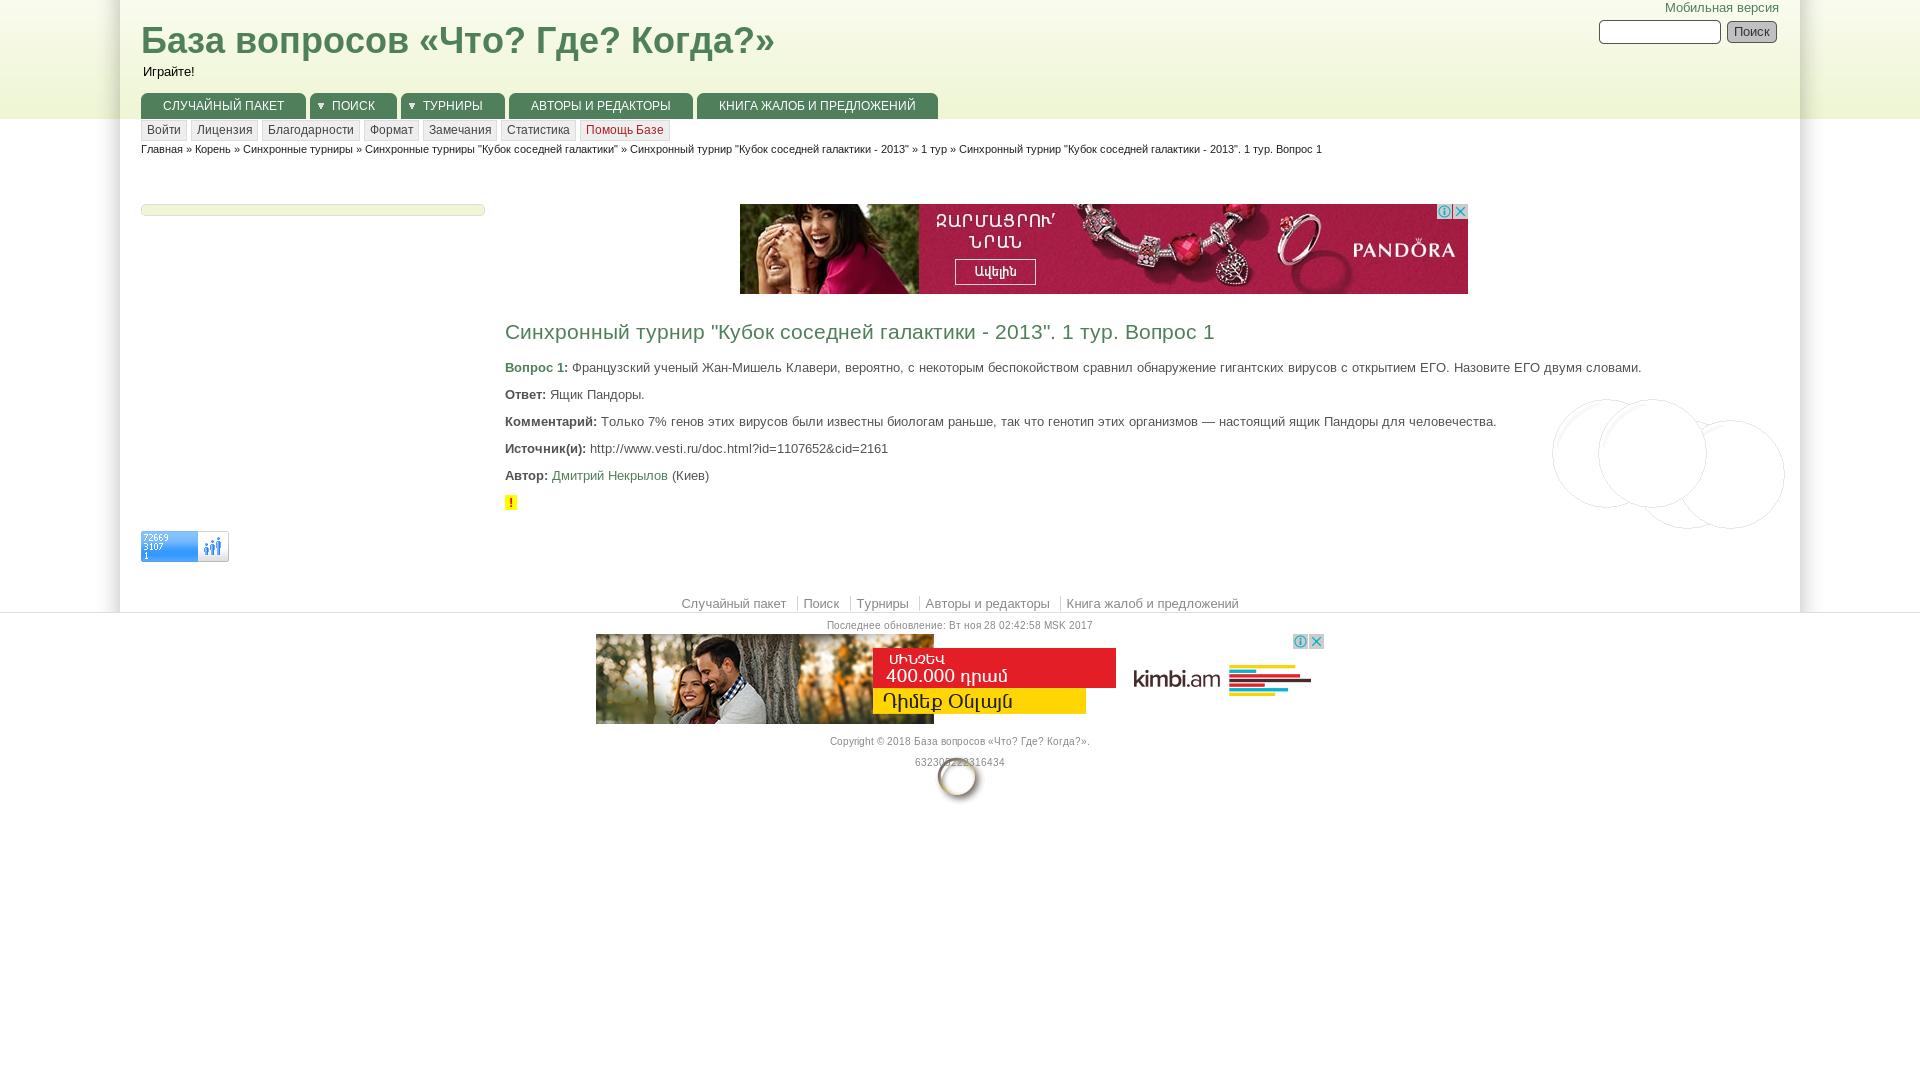 Мобильная версия
База вопросов «Что? Где? Когда?»
Поиск
Играйте!
СЛУЧАЙНЫЙ ПАКЕТ ПОИСК ТУРНИРЫ АВТОРЫ И РЕДАКТОРЫ КНИГА ЖАЛОБ И ПРЕДЛОЖЕНИЙ
Войти Лицензия Благодарности Формат Замечания Статистика Помощь Базе
Главная » Корень » Синхронные турниры » Синхронные турниры "Кубок соседней галактики" » Синхронный турнир "Кубок соседней галактики - 2013" » 1 тур » Синхронный турнир "Кубок соседней галактики - 2013". 1 тур. Вопрос 1
ԶԱՐՄԱՑՐՈՒ՛
ՆՐԱՆ
Ավելին
PANDÖRA
Синхронный турнир "Кубок соседней галактики - 2013". 1 тур. Вопрос 1
Вопрос 1: Французский ученый Жан-Мишель Клавери, вероятно, с некоторым беспокойством сравнил обнаружение гигантских вирусов с открытием ЕГО. Назовите ЕГО двумя словами.
Ответ: Ящик Пандоры.
Комментарий: Только 7% генов этих вирусов были известны биологам раньше, так что генотип этих организмов — настоящий ящик Пандоры для человечества.
Источник(и): http://www.vesti.ru/doc.html?id=1107652&cid=2161
Автор: Дмитрий Некрылов (Киев)
!
72669
3107
1
Случайный пакет Поиск Турниры Авторы и редакторы Книга жалоб и предложений
Последнее обновление: Вт ноя 28 02:42:58 MSK 2017
ՄԻՆՉԵՎ
400.000 դրամ
Դիմեք Օնլայն
kimbi.am
Copyright © 2018 База вопросов «Что? Где? Когда?».